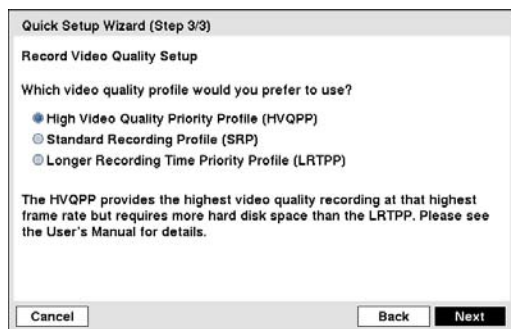 Quick Setup Wizard (Step 3/3)
Record Video Quality Setup
Which video quality profile would you prefer to use?
High Video Quality Priority Profile (HVQPP)
Standard Recording Profile (SRP)
Longer Recording Time Priority Profile (LRTPP)
The HVQPP provides the highest video quality recording at that highest
frame rate but requires more hard disk space than the LRTPP. Please see
the User's Manual for details.
Cancel Back Next